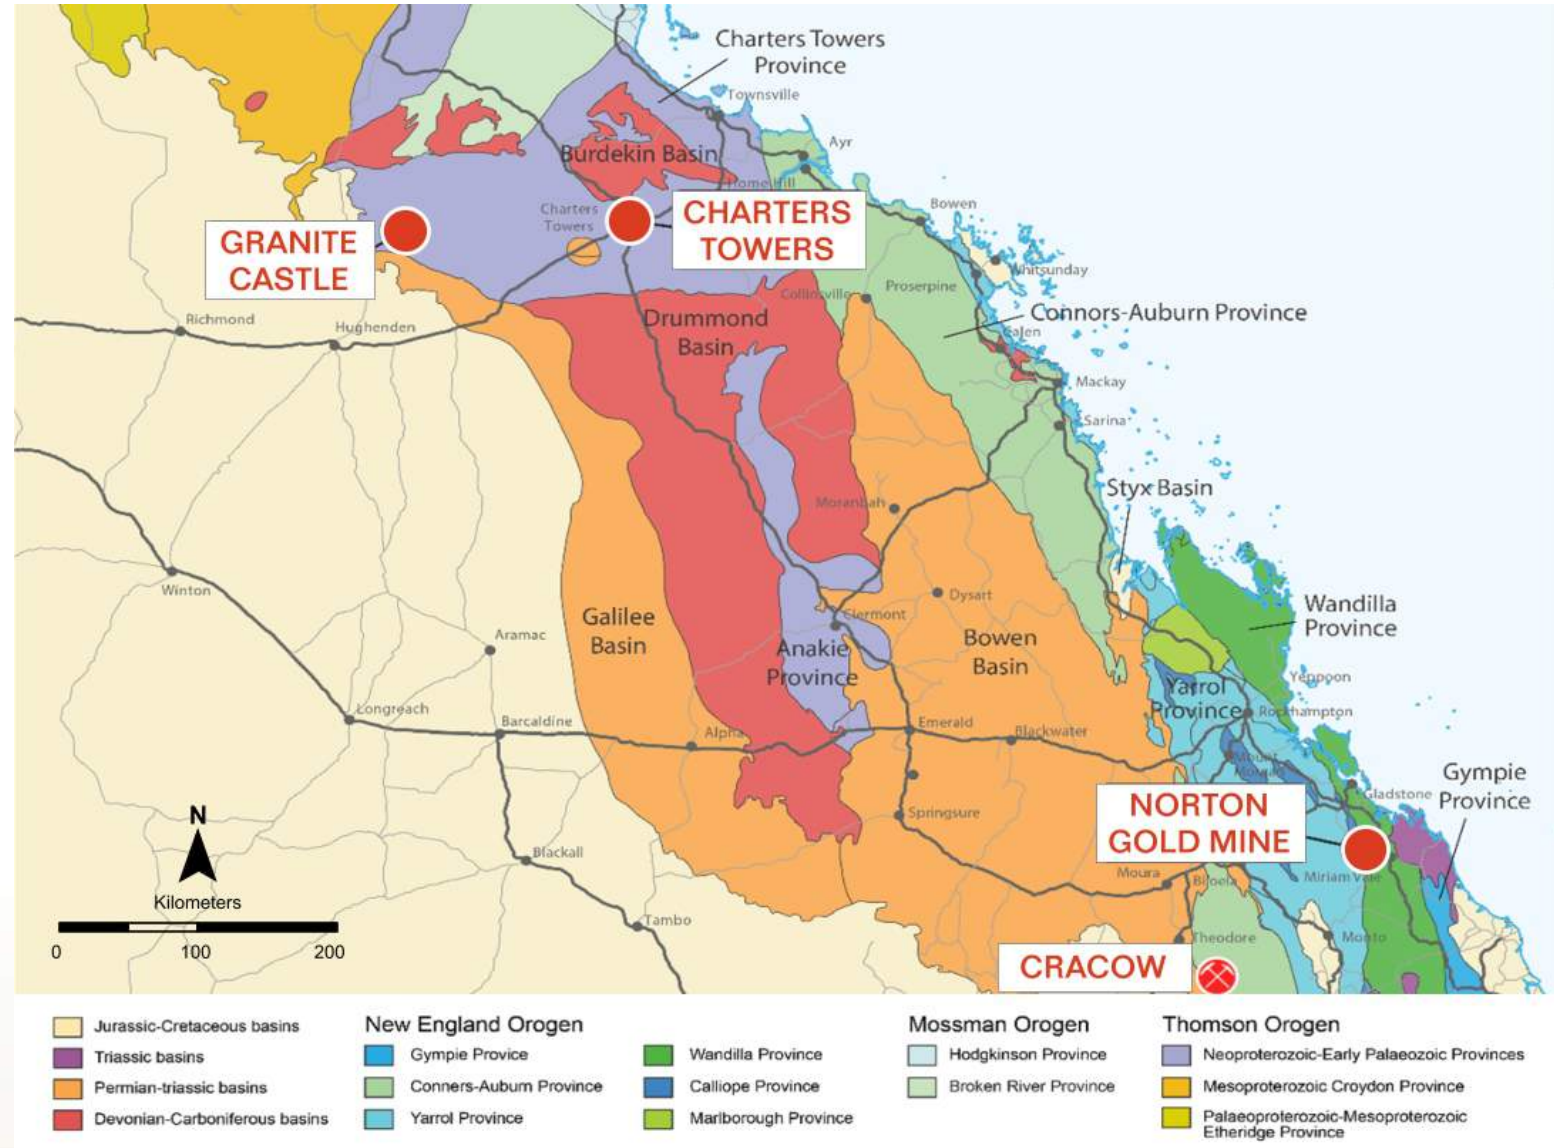 Charters Towers
Province
Townsville
Ayr
Burdekin Basin
Home Hill
Charters
Towers
CHARTERS
TOWERS
Bowen
GRANITE
CASTLE
Whitsunday
Collinsville
Proserpine
Connors-Auburn Province
Richmond
Hughenden
Drummond
Basin
Calen
Mackay
Sarina
Styx Basin
Moranbah
Winton
Dysart
Wandilla
Province
Galilee
Basin
Clermont
Aramac
Anakie
Province
Bowen
Basin
Yeppoon
Yarrol
Province
Rockhampton
Longreach
Barcaldine
Alpha
Emerald
Blackwater
Mount
Morgan
Gympie
Province
Gladstone
NORTON
GOLD MINE
Springsure
N
Blackall
Moura
Biloela
Miriam Vale
Kilometers
0
100
200
Tambo
Theodore
Monto
CRACOW
Jurassic-Cretaceous basins
Triassic basins
Permian-triassic basins
Devonian-Carboniferous basins
New England Orogen
Gympie Provice
Conners-Auburn Province
Yarrol Province
Wandilla Province
Calliope Province
Marlborough Province
Mossman Orogen
Hodgkinson Province
Broken River Province
Thomson Orogen
Neoproterozoic-Early Palaeozoic Provinces
Mesoproterozoic Croydon Province
Palaeoproterozoic-Mesoproterozoic
Etheridge Province